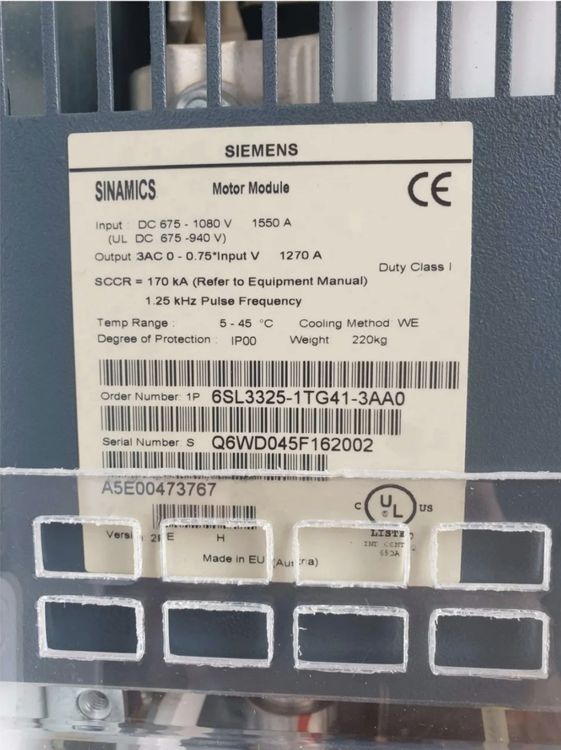 SIEMENS
SINAMICS Motor Module CE
Input : DC 675 - 1080 V 1550 A
(UL DC 675 -940 V)
Output 3AC 0 - 0.75*Input V 1270 A
Duty Class I
SCCR = 170 kA (Refer to Equipment Manual)
1.25 kHz Pulse Frequency
Temp Range : 5 - 45 °C Cooling Method WE
Degree of Protection : IP00 Weight 220kg
Order Number: 1P 6SL3325-1TG41-3AA0
Serial Number S Q6WD045F162002
A5E00473767
C UL US
LISTED
Version H
Made in EU (Austria)